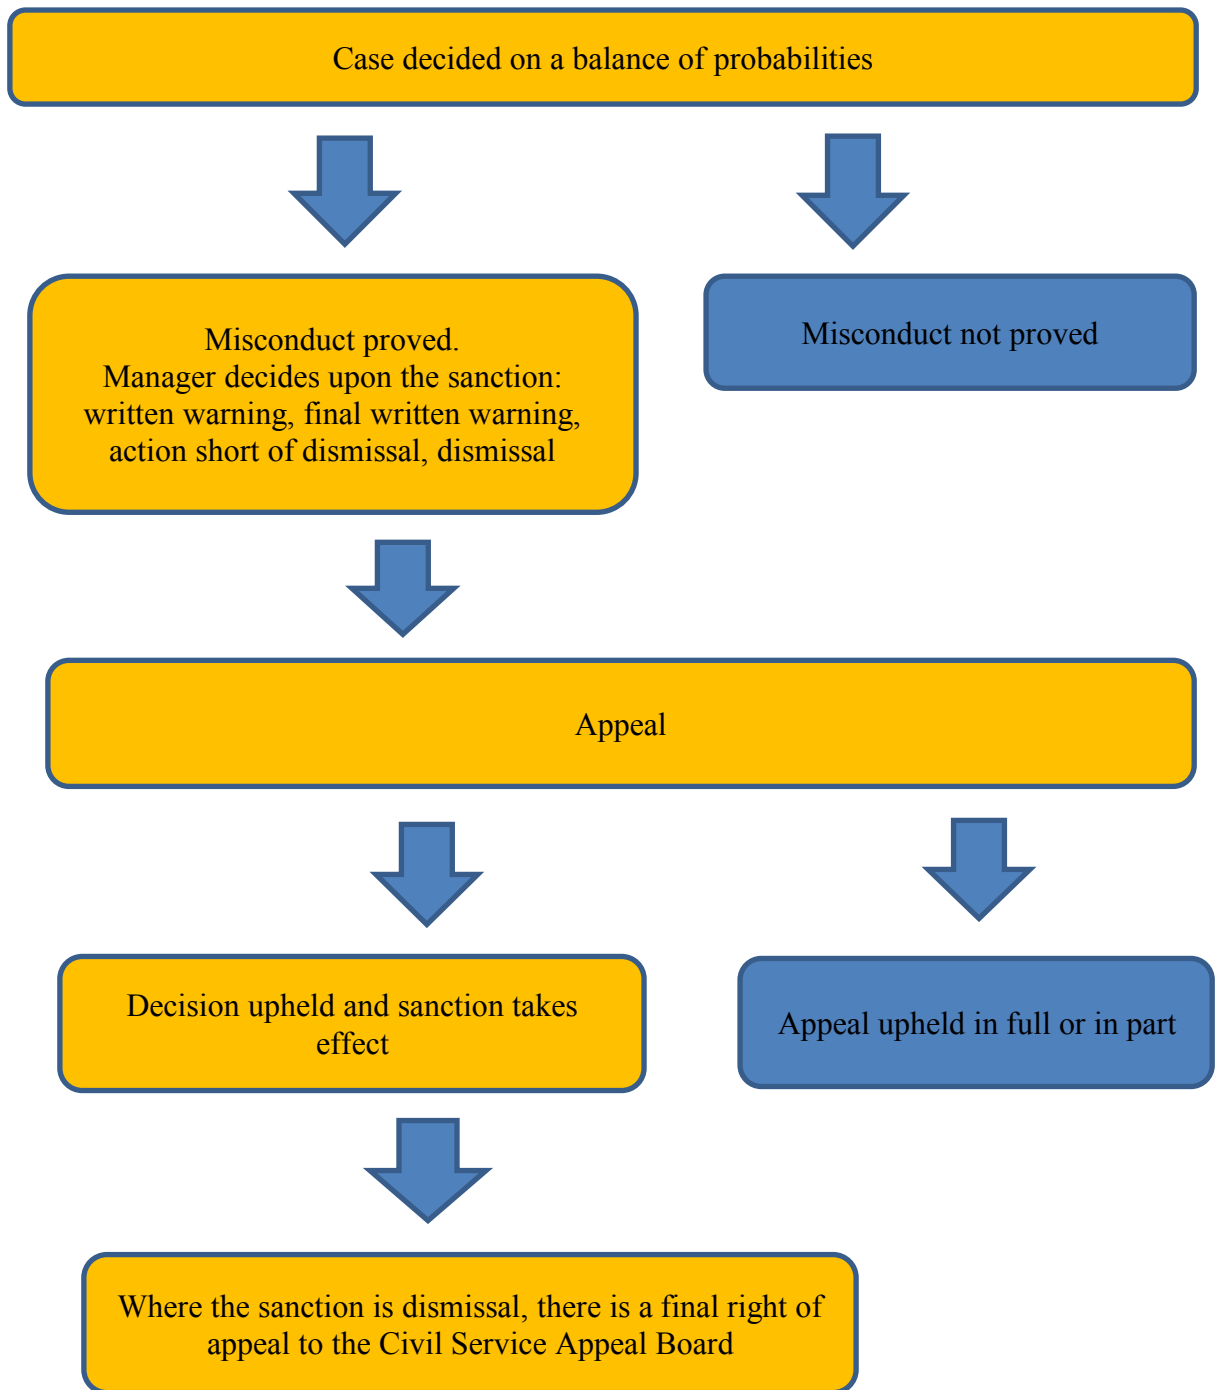 Case decided on a balance of probabilities
Misconduct proved.
Manager decides upon the sanction:
written warning, final written warning,
action short of dismissal, dismissal
Misconduct not proved
Appeal
Decision upheld and sanction takes
effect
Appeal upheld in full or in part
Where the sanction is dismissal, there is a final right of
appeal to the Civil Service Appeal Board